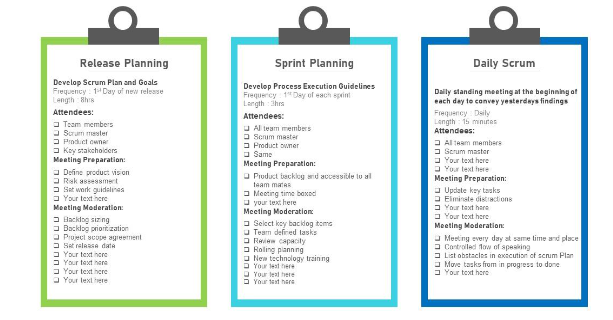 Release Planning
Develop Scrum Plan and Goals
Frequency : 1st Day of new release
Length : 8hrs
Attendees:
Team members
Scrum master
Product owner
Key stakeholders
Meeting Preparation:
Define product vision
Risk assessment
Set work guidelines
Your text here
Meeting Moderation:
Backlog sizing
Backlog prioritization
Project scope agreement
Set release date
Your text here
Your text here
Your text here
Your text here
Sprint Planning
Develop Process Execution Guidelines
Frequency : 1st Day of each sprint
Length : 3hrs
Attendees:
All team members
Scrum master
Product owner
Same
Meeting Preparation:
Product backlog and accessible to all
team mates
Meeting time boxed
your text here
Meeting Moderation:
Select key backlog items
Team defined tasks
Review capacity
Rolling planning
New technology training
Your text here
Your text here
Your text here
Daily Scrum
Daily standing meeting at the beginning of
each day to convey yesterdays findings
Frequency : Daily
Length : 15 minutes
Attendees:
All team members
Scrum master
Your text here
Your text here
Meeting Preparation:
Update key tasks
Eliminate distractions
Your text here
Your text here
Meeting Moderation:
Meeting every day at same time and place
Controlled flow of speaking
List obstacles in execution of scrum Plan
Move tasks from in progress to done
Your text here